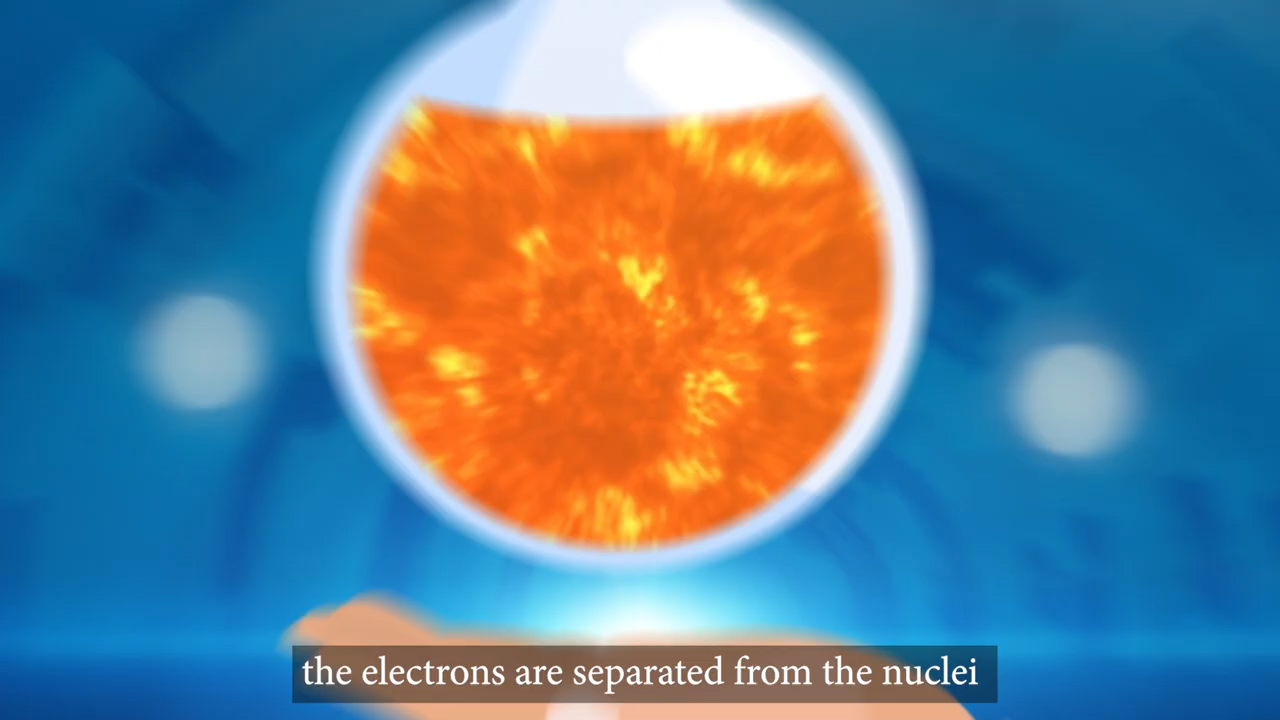 the electrons are separated from the nuclei